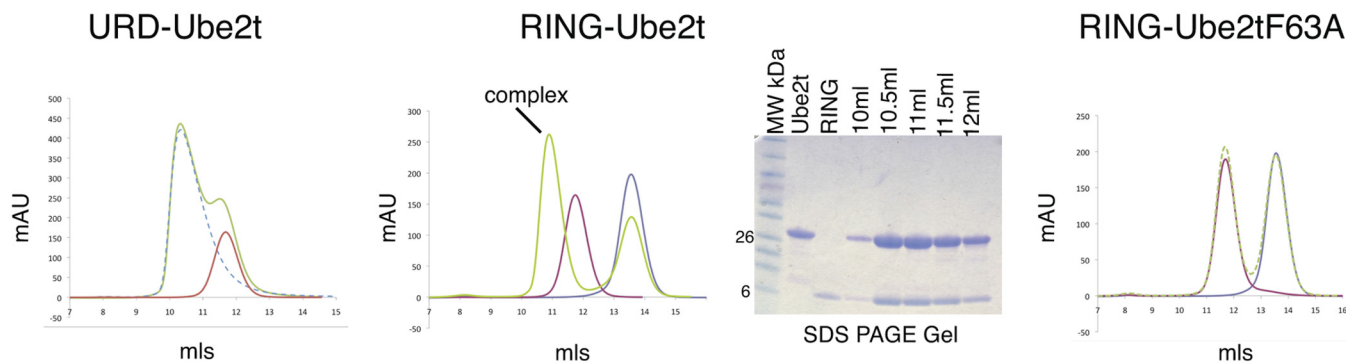 URD-Ube2t
RING-Ube2t
RING-Ube2tF63A
500
450
400
350
300
250
200
150
100
50
0
-50
7 8 9 10 11 12 13 14 15
mAU
mls
complex
300
250
200
150
100
50
0
-50
7 8 9 10 11 12 13 14 15
mAU
mls
MW kDa
Ube2t
RING
10ml
10.5ml
11ml
11.5ml
12ml
26
6
SDS PAGE Gel
250
200
150
100
50
0
-50
7 8 9 10 11 12 13 14 15 16
mAU
mls